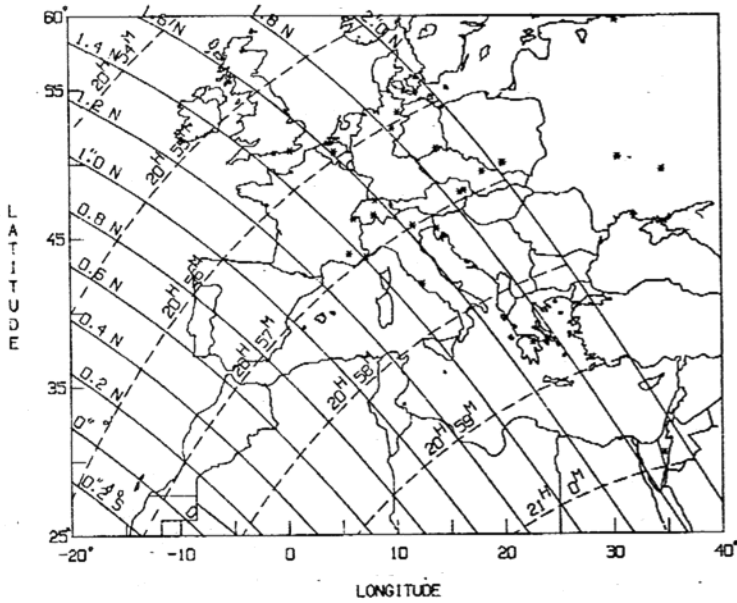 60°
55
45
35
25
LATITUDE
-20°
-10
0
10
20
30
40°
LONGITUDE
1.6 N
1.8 N
2".0 N
1.4 N
1.2 N
1".0 N
0.8 N
0.6 N
0.4 N
0.2 N
0".
0.2 S
20H 54M
20H 55M
20H 56M
20H 57M
20H 58M
20H 59M
21H 0M